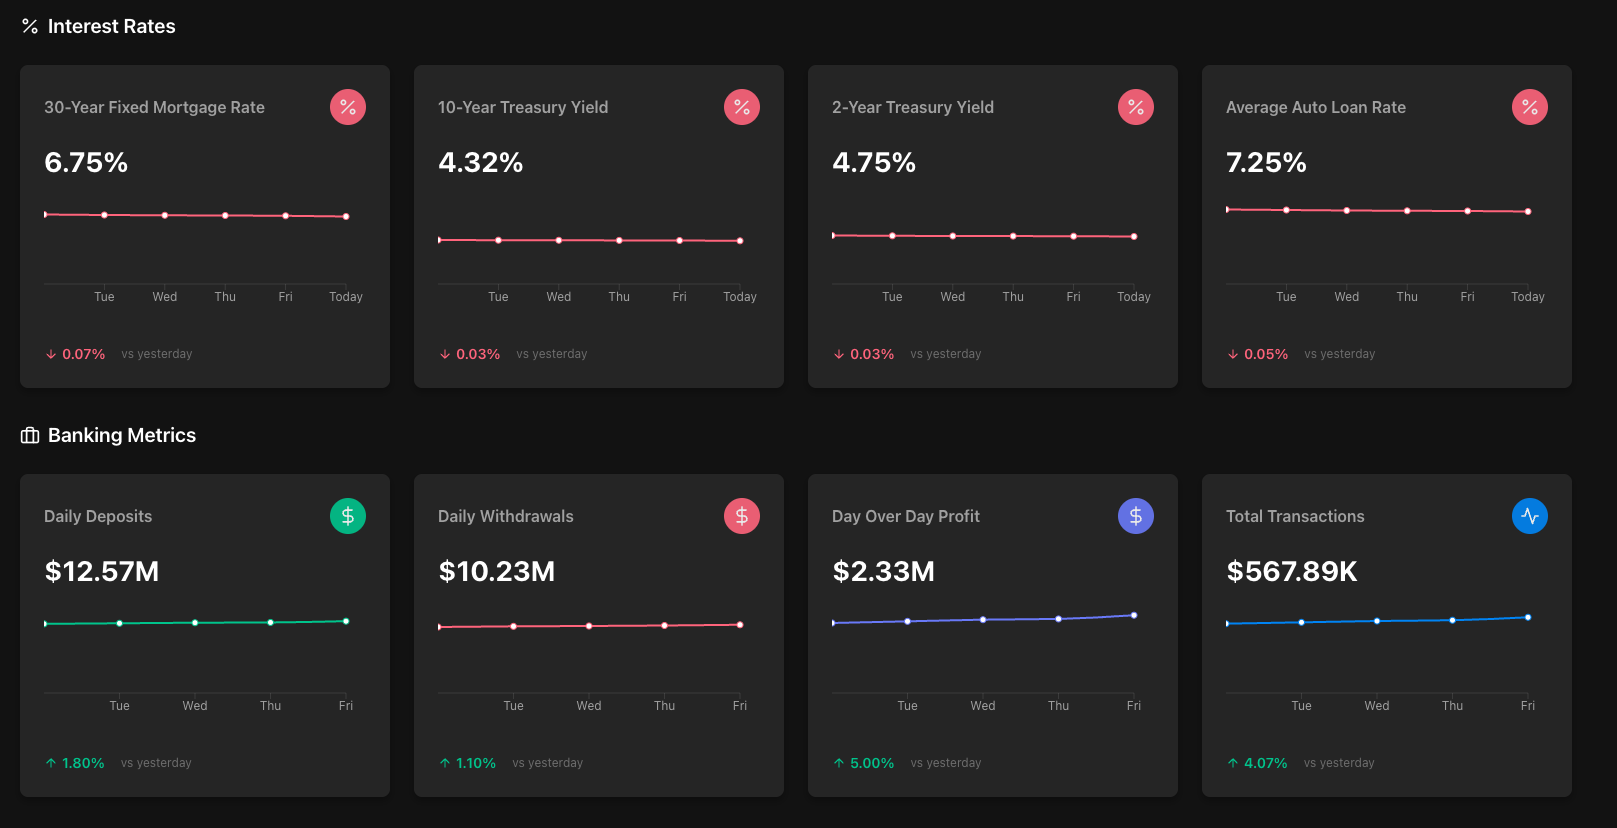 Interest Rates
30-Year Fixed Mortgage Rate
6.75%
Tue Wed Thu Fri Today
↓ 0.07% vs yesterday
10-Year Treasury Yield
4.32%
Tue Wed Thu Fri Today
↓ 0.03% vs yesterday
2-Year Treasury Yield
4.75%
Tue Wed Thu Fri Today
↓ 0.03% vs yesterday
Average Auto Loan Rate
7.25%
Tue Wed Thu Fri Today
↓ 0.05% vs yesterday
Banking Metrics
Daily Deposits
$12.57M
Tue Wed Thu Fri
↑ 1.80% vs yesterday
Daily Withdrawals
$10.23M
Tue Wed Thu Fri
↑ 1.10% vs yesterday
Day Over Day Profit
$2.33M
Tue Wed Thu Fri
↑ 5.00% vs yesterday
Total Transactions
$567.89K
Tue Wed Thu Fri
↑ 4.07% vs yesterday